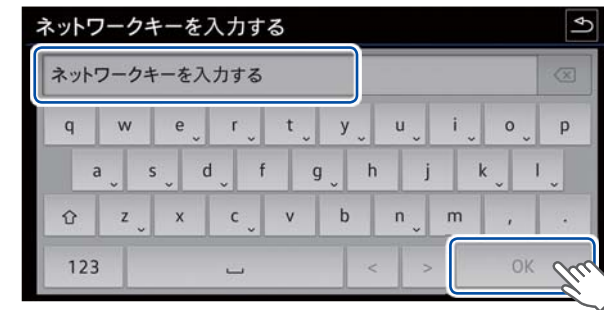 ネットワークキーを入力する
ネットワークキーを入力する
q w e r t y u i o p
a s d f g h j k l
z x c v b n m , .
123 < > OK